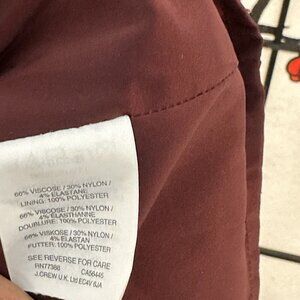 66% VISCOSE / 30% NYLON /
4% ELASTANE
LINING: 100% POLYESTER
66% VISCOSE / 30% NYLON /
4% ELASTHANNE
DOUBLURE: 100% POLYESTER
66% VISKOSE / 30% NYLON /
4% ELASTAN
FUTTER: 100% POLYESTER
SEE REVERSE FOR CARE
RN77388 CA56445
J.CREW U.K. Ltd EC4V 6JA